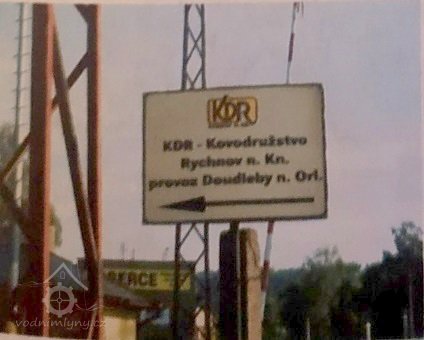 KDR
KDR - Kovodružstvo
Rychnov n. Kn.
provoz Doudleby n. Orl.
vodnimlyny.cz